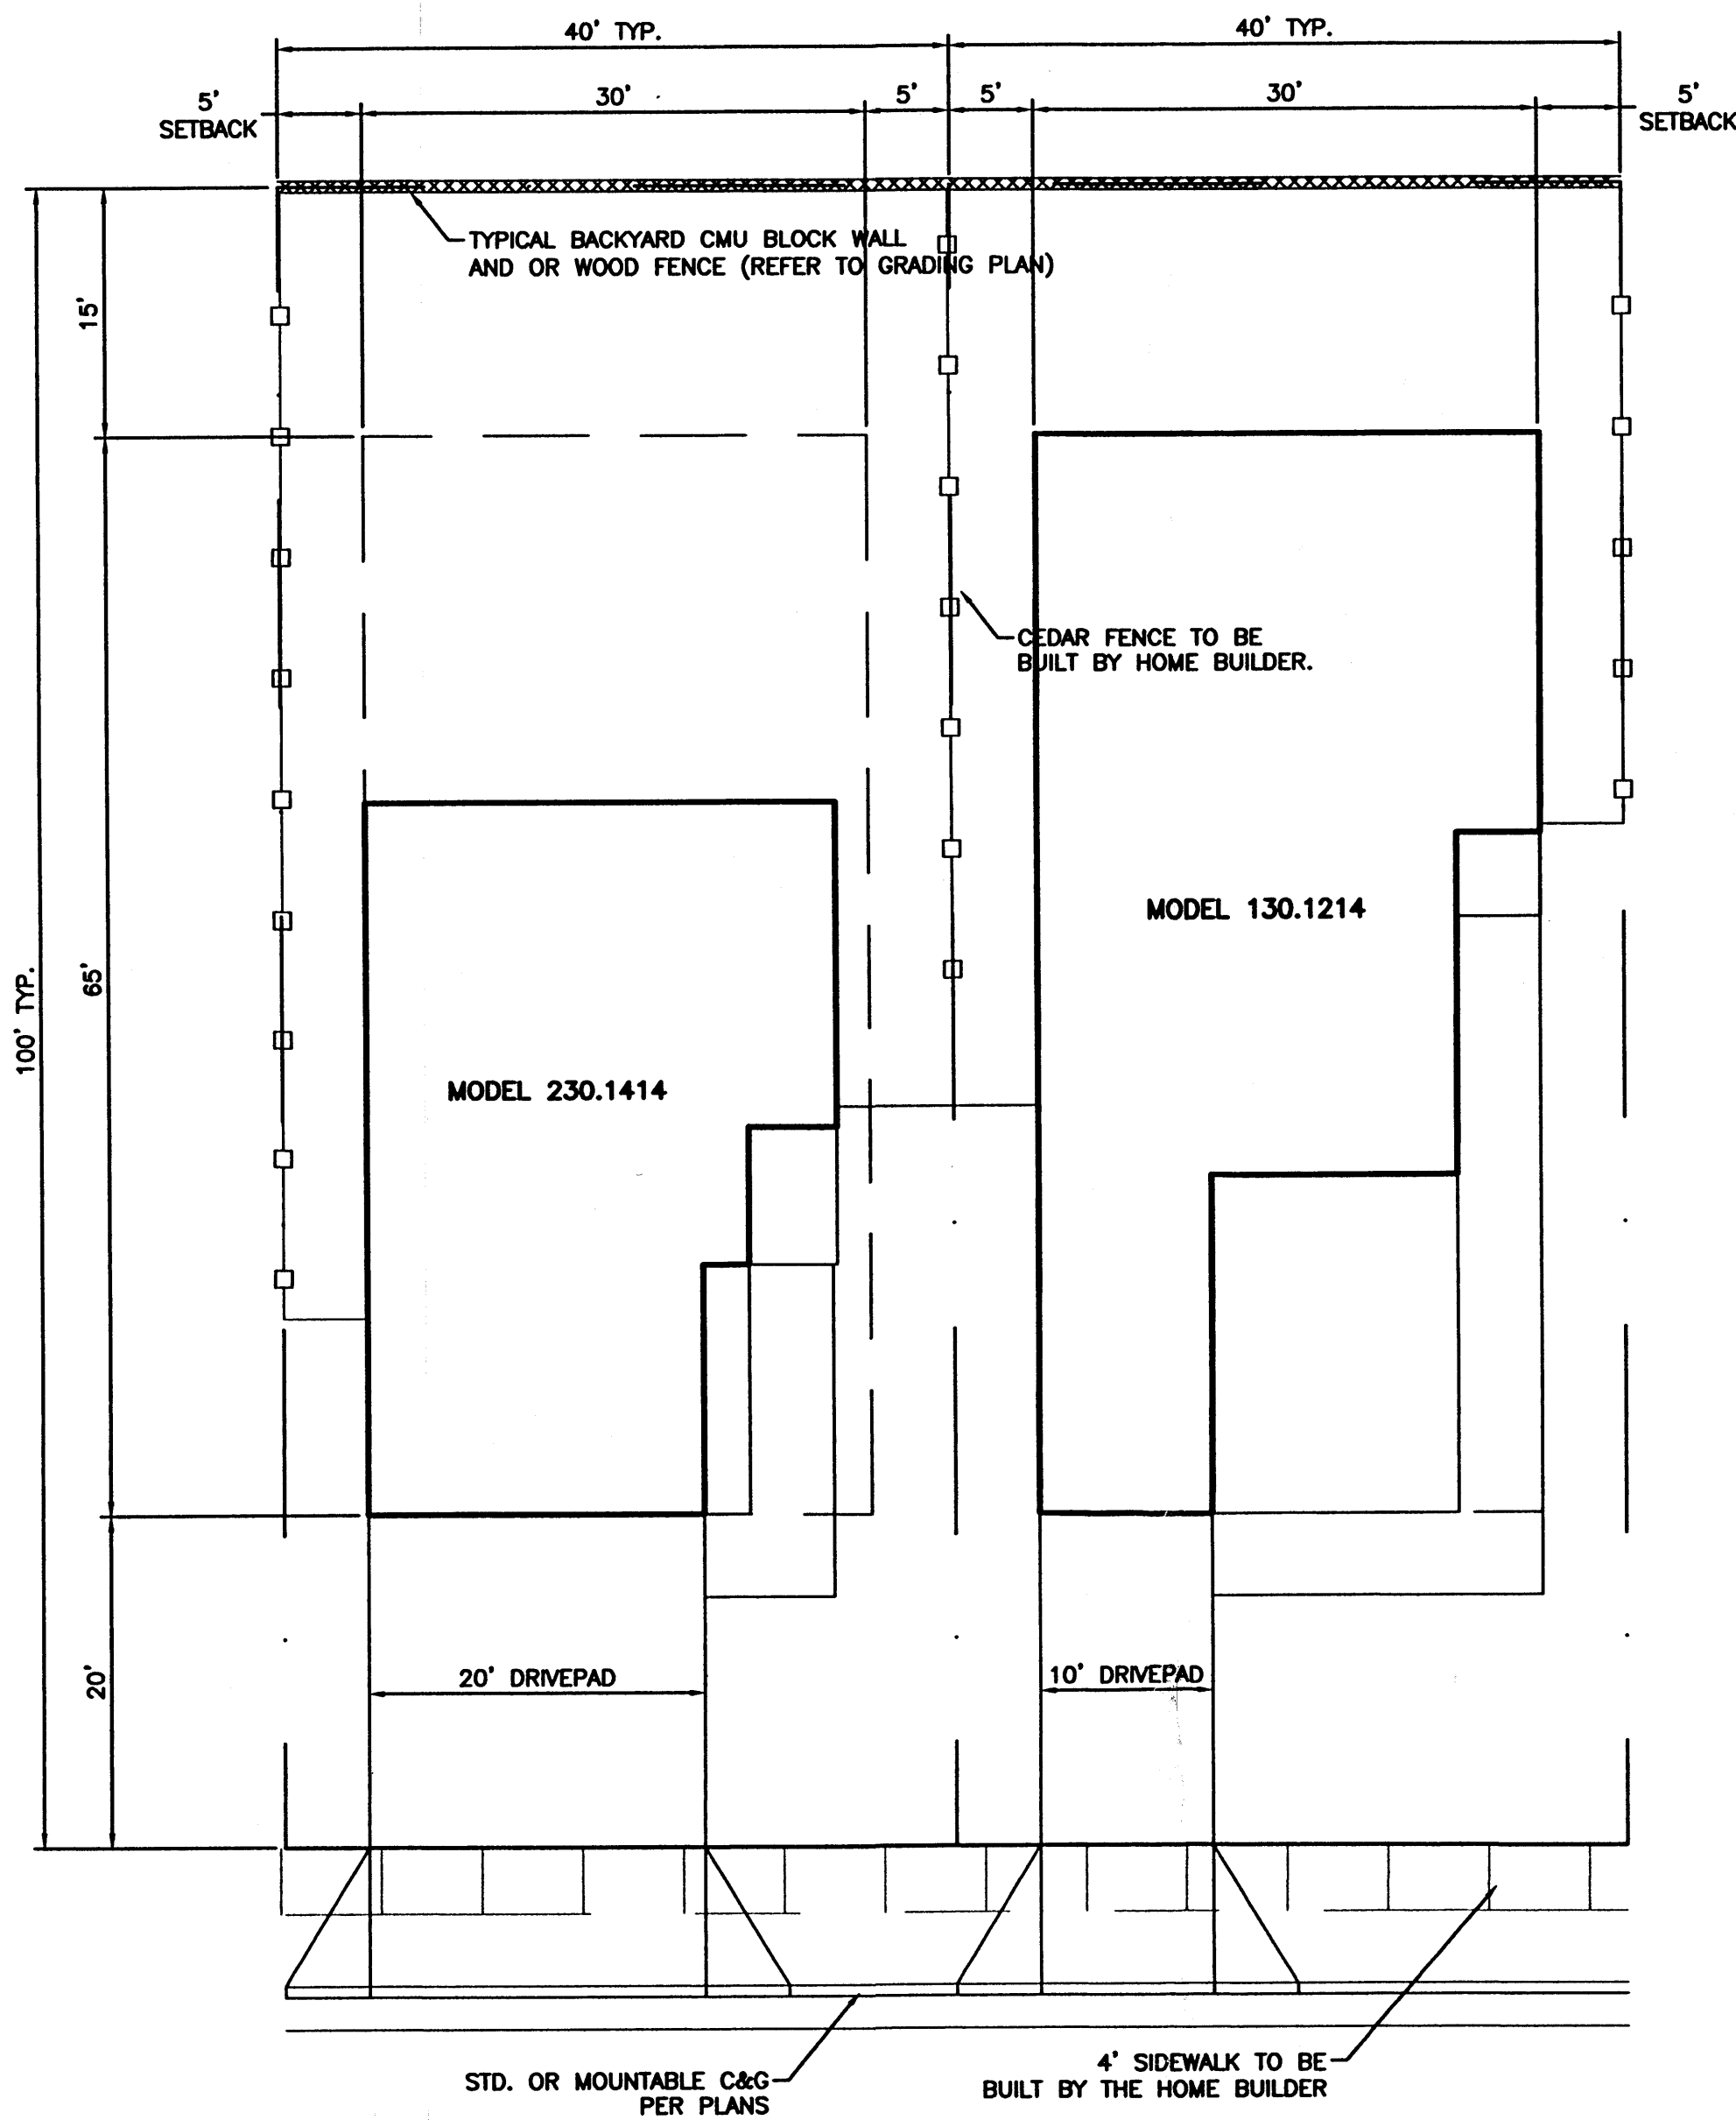 40' TYP.
40' TYP.
5'
SETBACK
30'
5'
5'
30'
5'
SETBACK
TYPICAL BACKYARD CMU BLOCK WALL
AND OR WOOD FENCE (REFER TO GRADING PLAN)
15'
CEDAR FENCE TO BE
BUILT BY HOME BUILDER.
MODEL 130.1214
65'
100' TYP.
MODEL 230.1414
20'
20' DRIVEPAD
10' DRIVEPAD
STD. OR MOUNTABLE C&G
PER PLANS
4' SIDEWALK TO BE
BUILT BY THE HOME BUILDER